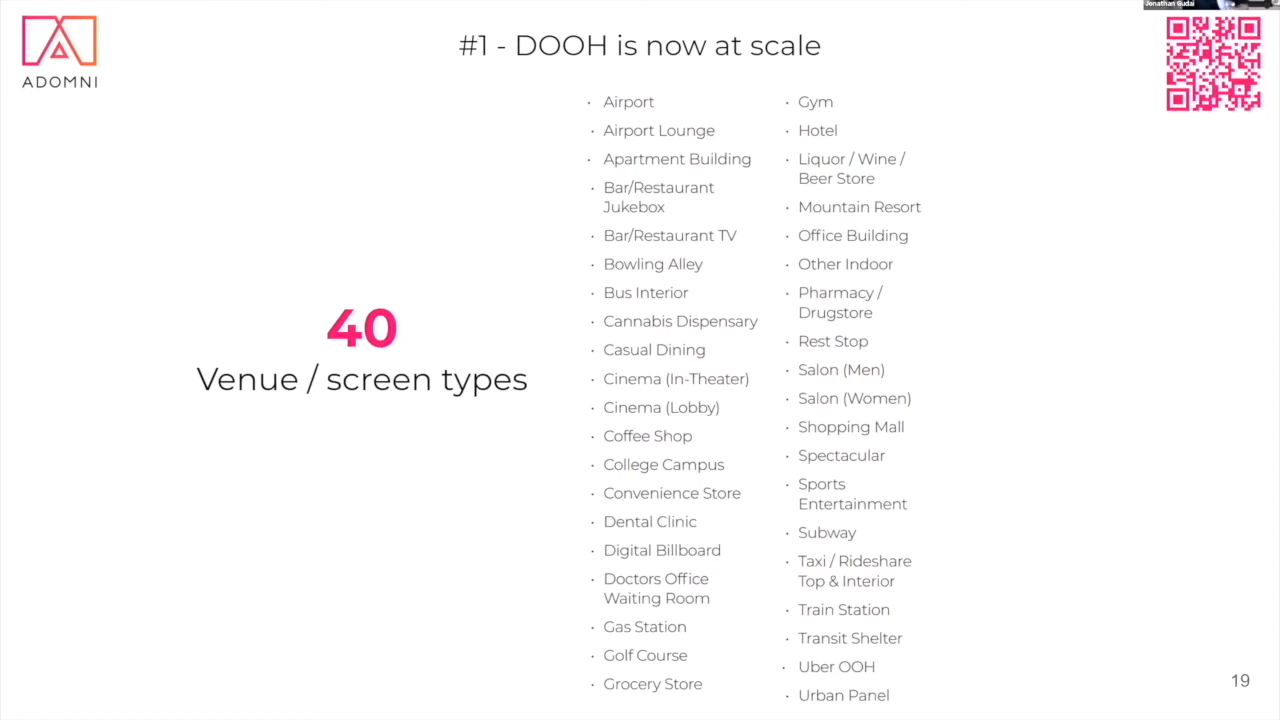 Jonathan Gudai
ADOMNI
#1 - DOOH is now at scale
40
Venue / screen types
Airport
Airport Lounge
Apartment Building
Bar/Restaurant
Jukebox
Bar/Restaurant TV
Bowling Alley
Bus Interior
Cannabis Dispensary
Casual Dining
Cinema (In-Theater)
Cinema (Lobby)
Coffee Shop
College Campus
Convenience Store
Dental Clinic
Digital Billboard
Doctors Office
Waiting Room
Gas Station
Golf Course
Grocery Store
Gym
Hotel
Liquor / Wine /
Beer Store
Mountain Resort
Office Building
Other Indoor
Pharmacy /
Drugstore
Rest Stop
Salon (Men)
Salon (Women)
Shopping Mall
Spectacular
Sports
Entertainment
Subway
Taxi / Rideshare
Top & Interior
Train Station
Transit Shelter
Uber OOH
Urban Panel
19